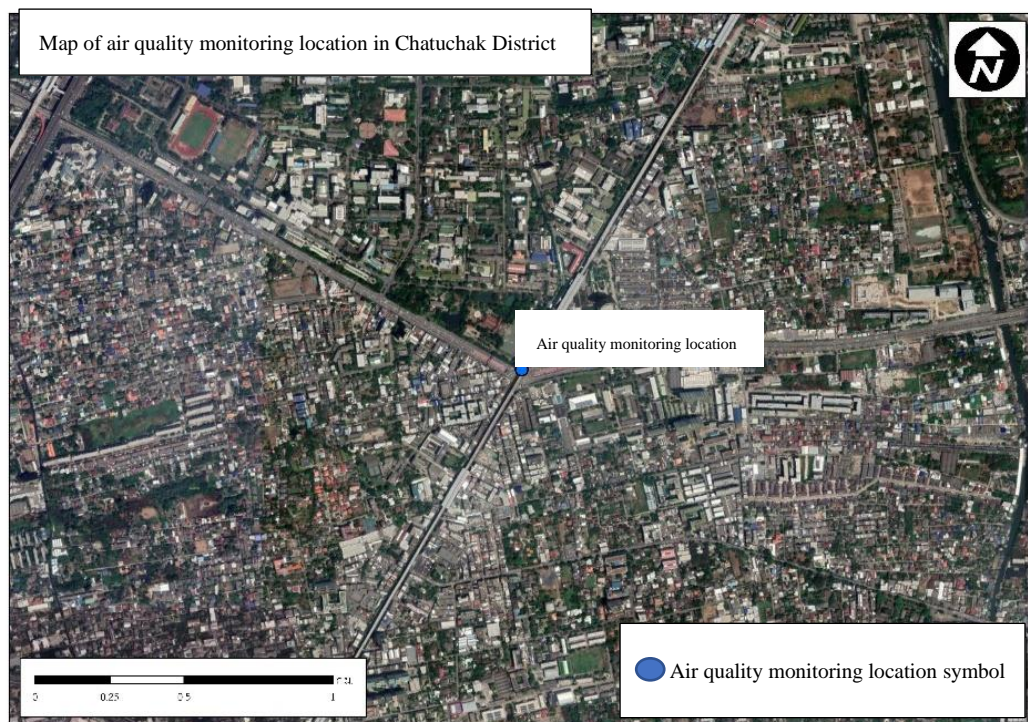 Map of air quality monitoring location in Chatuchak District
N
Air quality monitoring location
Air quality monitoring location symbol
0 0.25 0.5 1